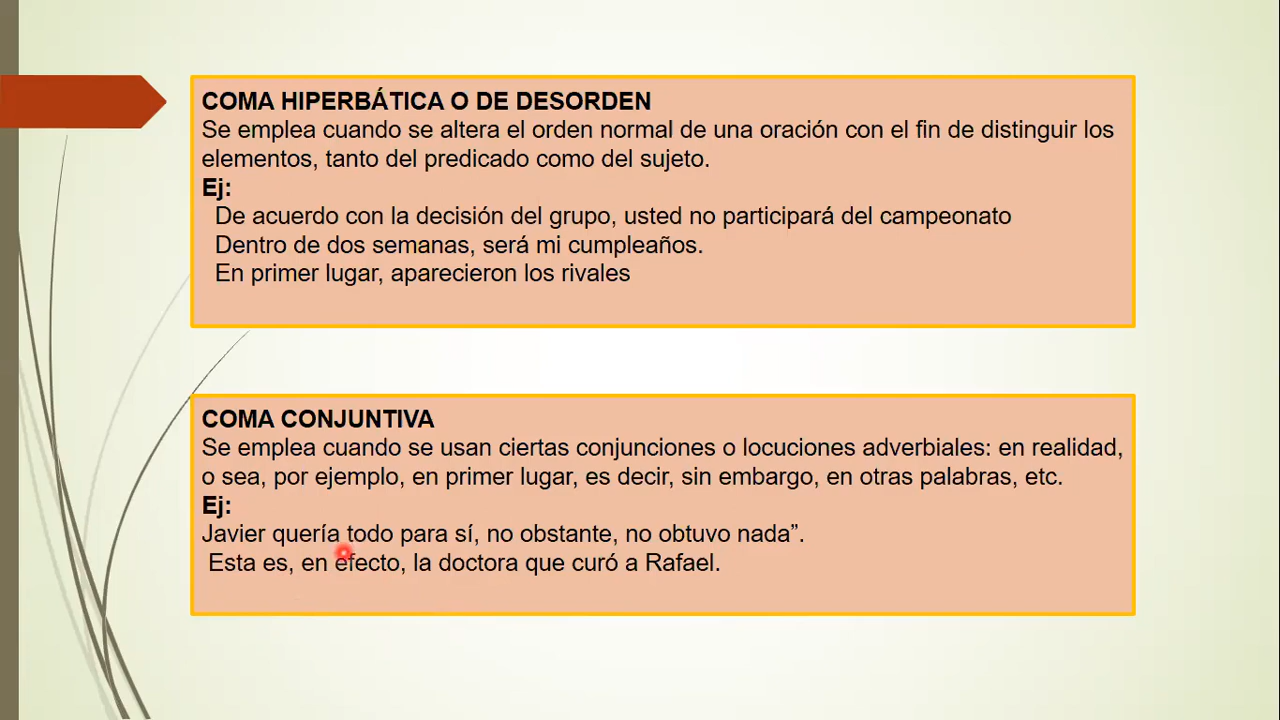 COMA HIPERBÁTICA O DE DESORDEN
Se emplea cuando se altera el orden normal de una oración con el fin de distinguir los
elementos, tanto del predicado como del sujeto.
Ej:
De acuerdo con la decisión del grupo, usted no participará del campeonato
Dentro de dos semanas, será mi cumpleaños.
En primer lugar, aparecieron los rivales
COMA CONJUNTIVA
Se emplea cuando se usan ciertas conjunciones o locuciones adverbiales: en realidad,
o sea, por ejemplo, en primer lugar, es decir, sin embargo, en otras palabras, etc.
Ej:
Javier quería todo para sí, no obstante, no obtuvo nada”.
Esta es, en efecto, la doctora que curó a Rafael.